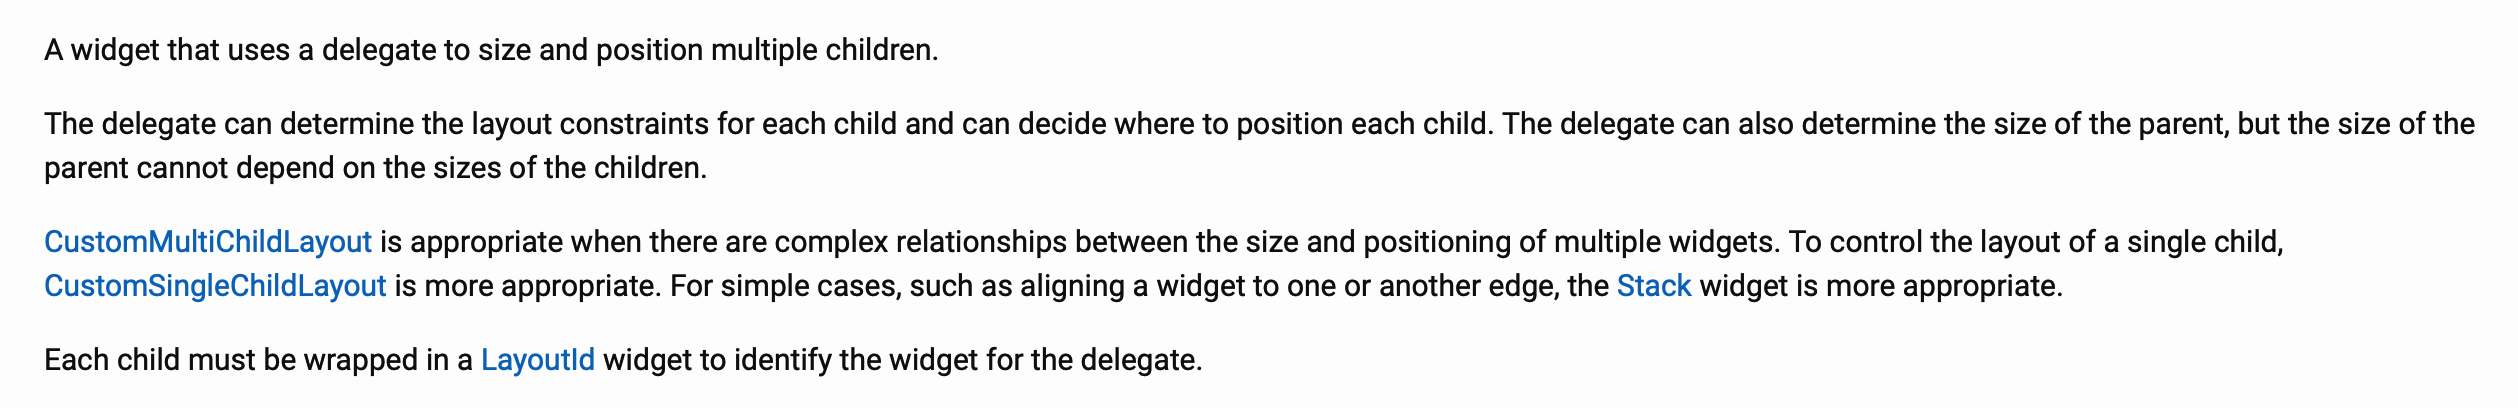 A widget that uses a delegate to size and position multiple children.
The delegate can determine the layout constraints for each child and can decide where to position each child. The delegate can also determine the size of the parent, but the size of the
parent cannot depend on the sizes of the children.
CustomMultiChildLayout is appropriate when there are complex relationships between the size and positioning of multiple widgets. To control the layout of a single child,
CustomSingleChildLayout is more appropriate. For simple cases, such as aligning a widget to one or another edge, the Stack widget is more appropriate.
Each child must be wrapped in a LayoutId widget to identify the widget for the delegate.